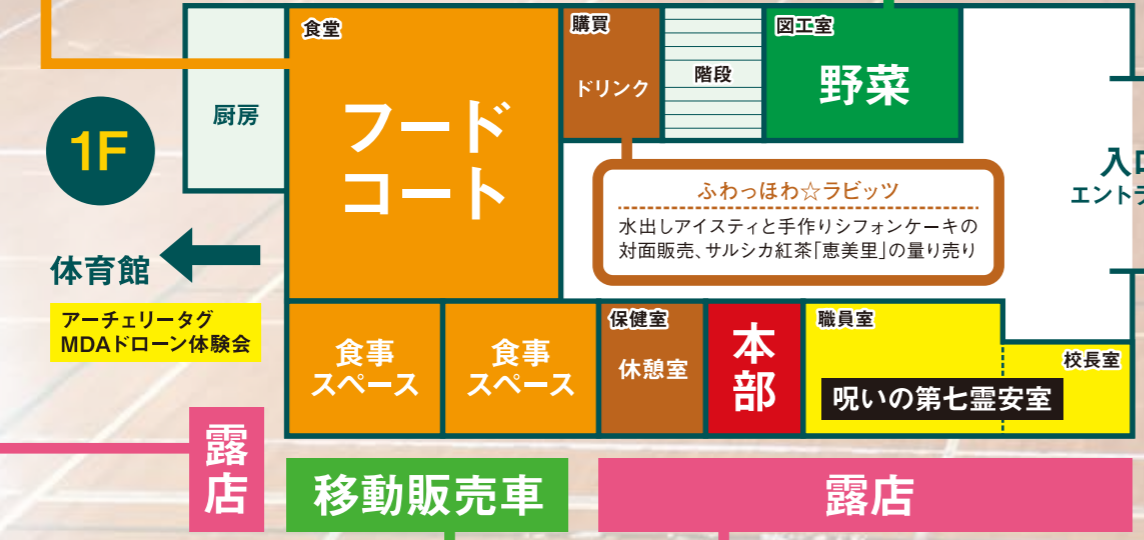 食堂
フード
コート
購買
ドリンク
階段
図工室
野菜
厨房
1F
入口
エントラ
ふわっほわ☆ラビッツ
水出しアイスティと手作りシフォンケーキの
対面販売、サルシカ紅茶「恵美里」の量り売り
体育館
アーチェリータグ
MDAドローン体験会
食事
スペース
食事
スペース
保健室
休憩室
本部
職員室
校長室
呪いの第七霊安室
露店
移動販売車
露店